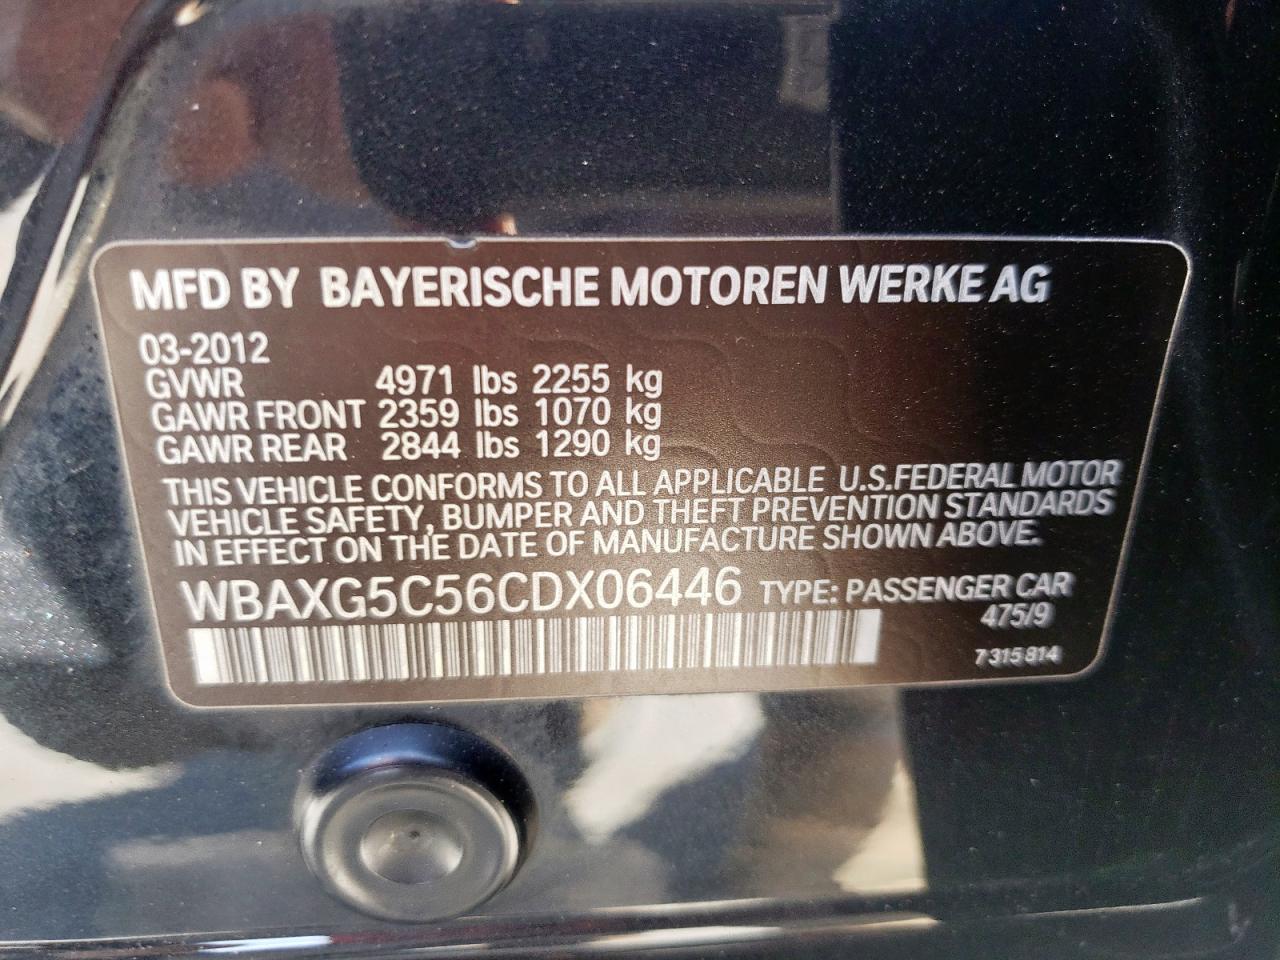 MFD BY BAYERISCHE MOTOREN WERKE AG
03-2012
GVWR 4971 lbs 2255 kg
GAWR FRONT 2359 lbs 1070 kg
GAWR REAR 2844 lbs 1290 kg
THIS VEHICLE CONFORMS TO ALL APPLICABLE U.S.FEDERAL MOTOR
VEHICLE SAFETY, BUMPER AND THEFT PREVENTION STANDARDS
IN EFFECT ON THE DATE OF MANUFACTURE SHOWN ABOVE.
WBAXG5C56CDX06446 TYPE: PASSENGER CAR
475/9
7 315 814